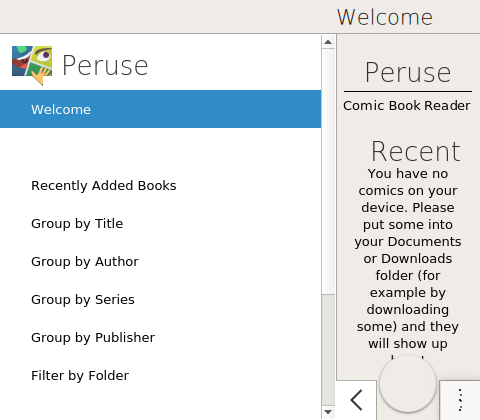 Welcome
Peruse
Welcome
Recently Added Books
Group by Title
Group by Author
Group by Series
Group by Publisher
Filter by Folder
Peruse
Comic Book Reader
Recent
You have no
comics on your
device. Please
put some into
your Documents
or Downloads
folder (for
example by
downloading
some) and they
will show up